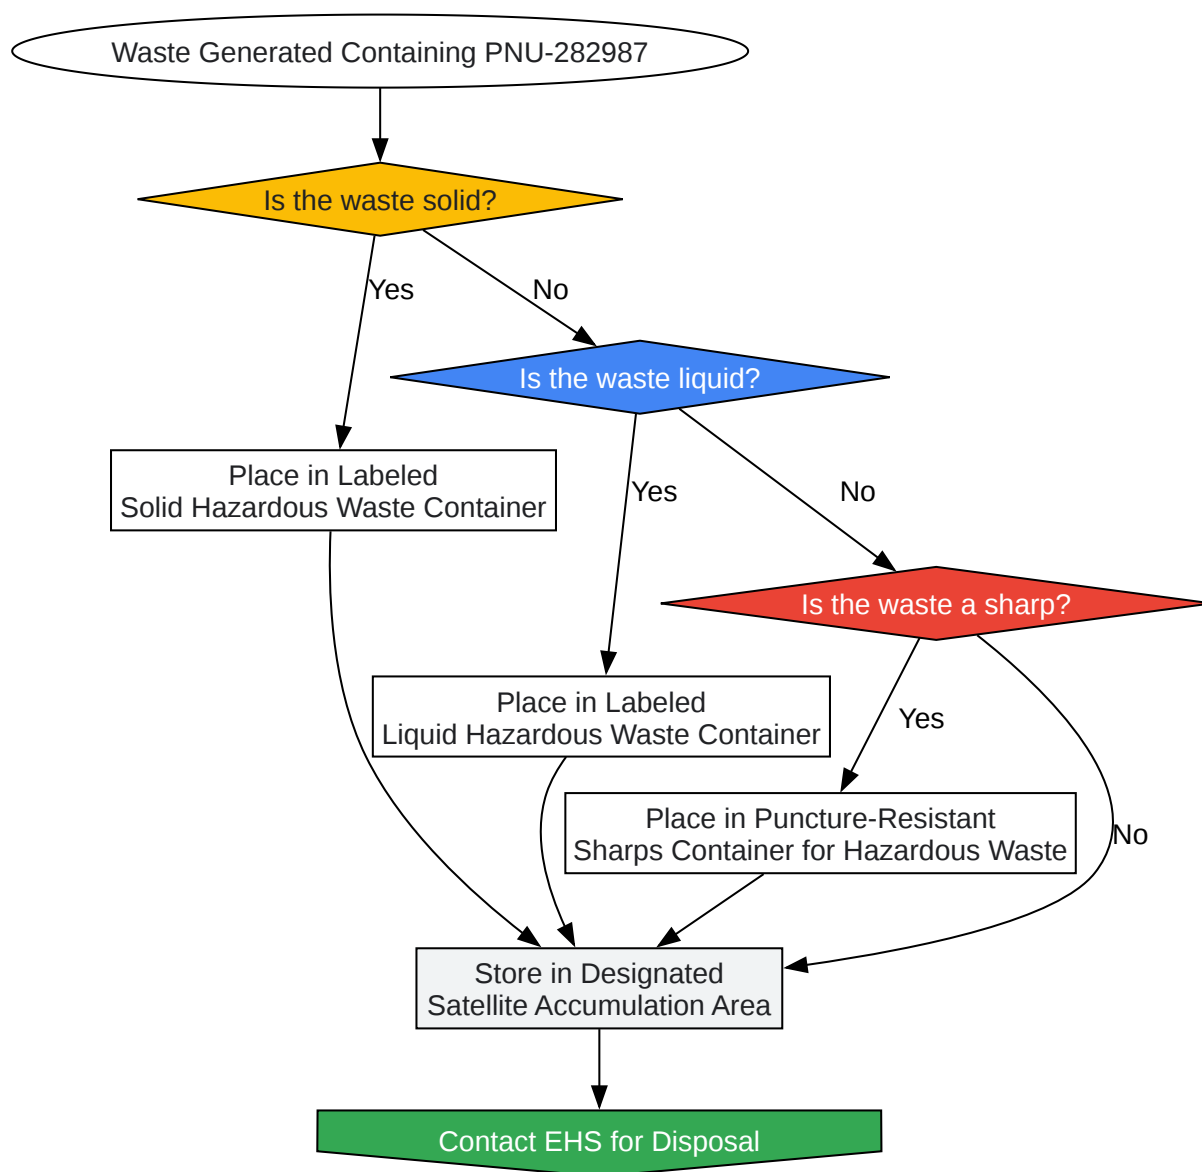 Waste Generated Containing PNU-282987
Is the waste solid?
Yes
No
Is the waste liquid?
Place in Labeled
Solid Hazardous Waste Container
Yes
No
Is the waste a sharp?
Place in Labeled
Liquid Hazardous Waste Container
Yes
Place in Puncture-Resistant
Sharps Container for Hazardous Waste
No
Store in Designated
Satellite Accumulation Area
Contact EHS for Disposal